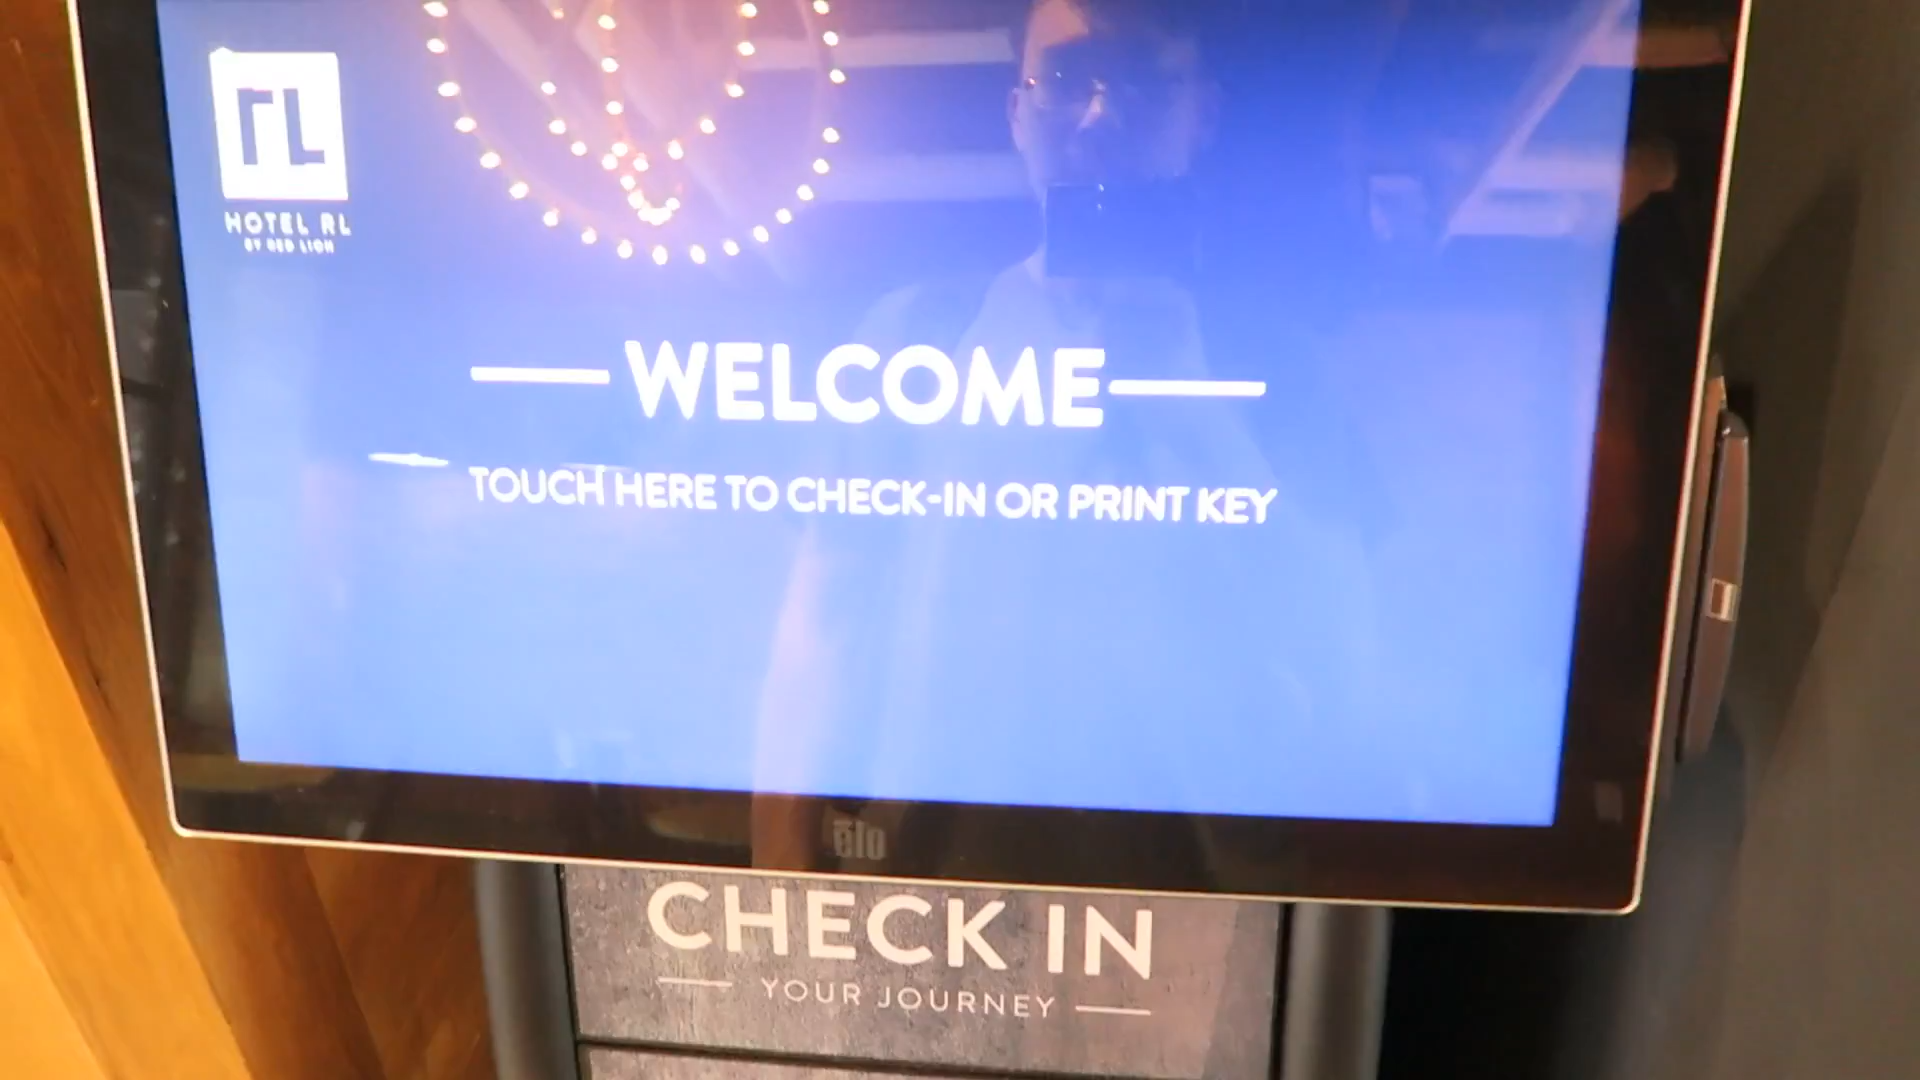 rL
HOTEL RL
BY RED LION
WELCOME
TOUCH HERE TO CHECK-IN OR PRINT KEY
elo
CHECK IN
YOUR JOURNEY